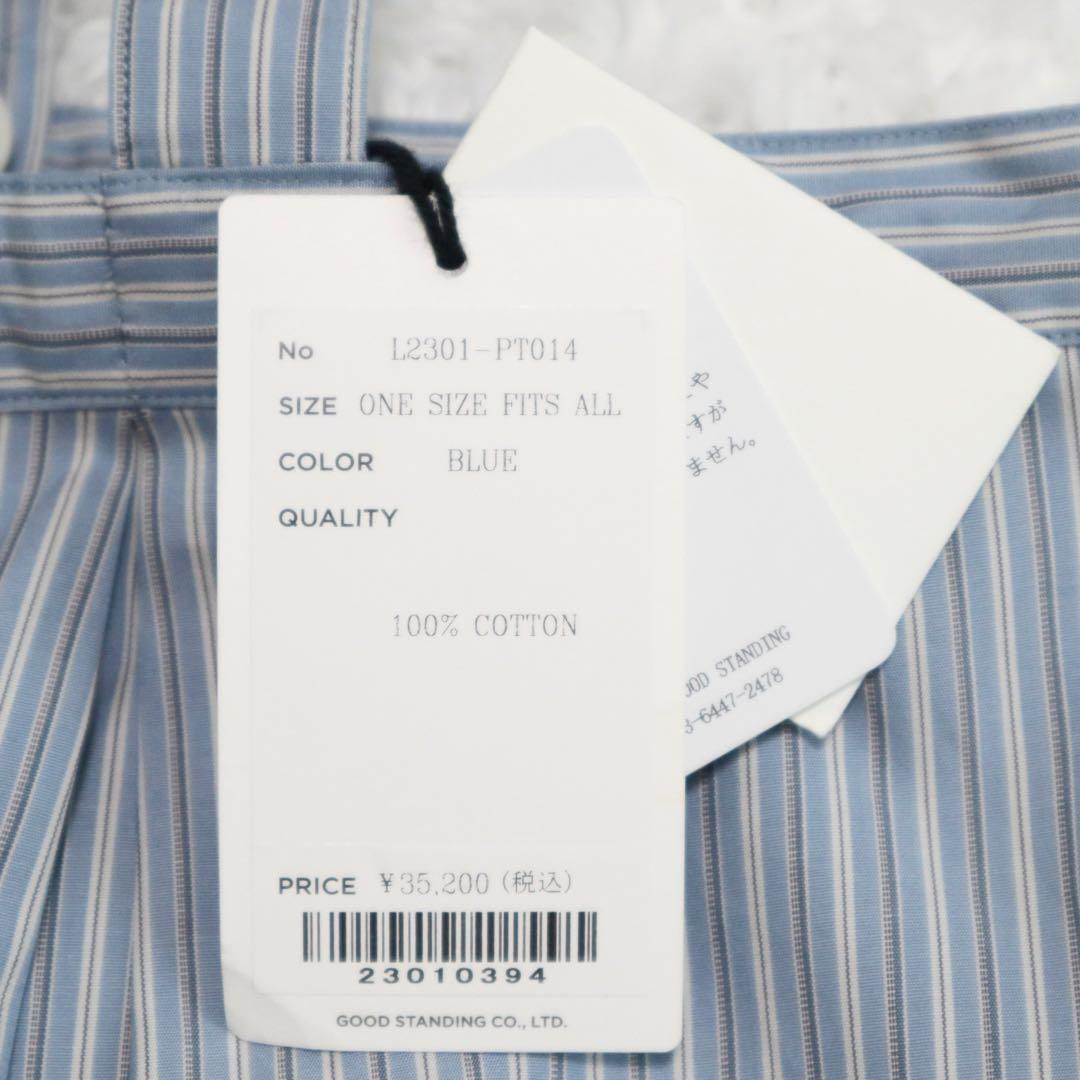 No L2301-PT014
SIZE ONE SIZE FITS ALL
COLOR BLUE
QUALITY
100% COTTON
PRICE ¥35,200 (税込)
23010394
GOOD STANDING CO., LTD.
や
すが
ません。
OOD STANDING
3-6447-2478